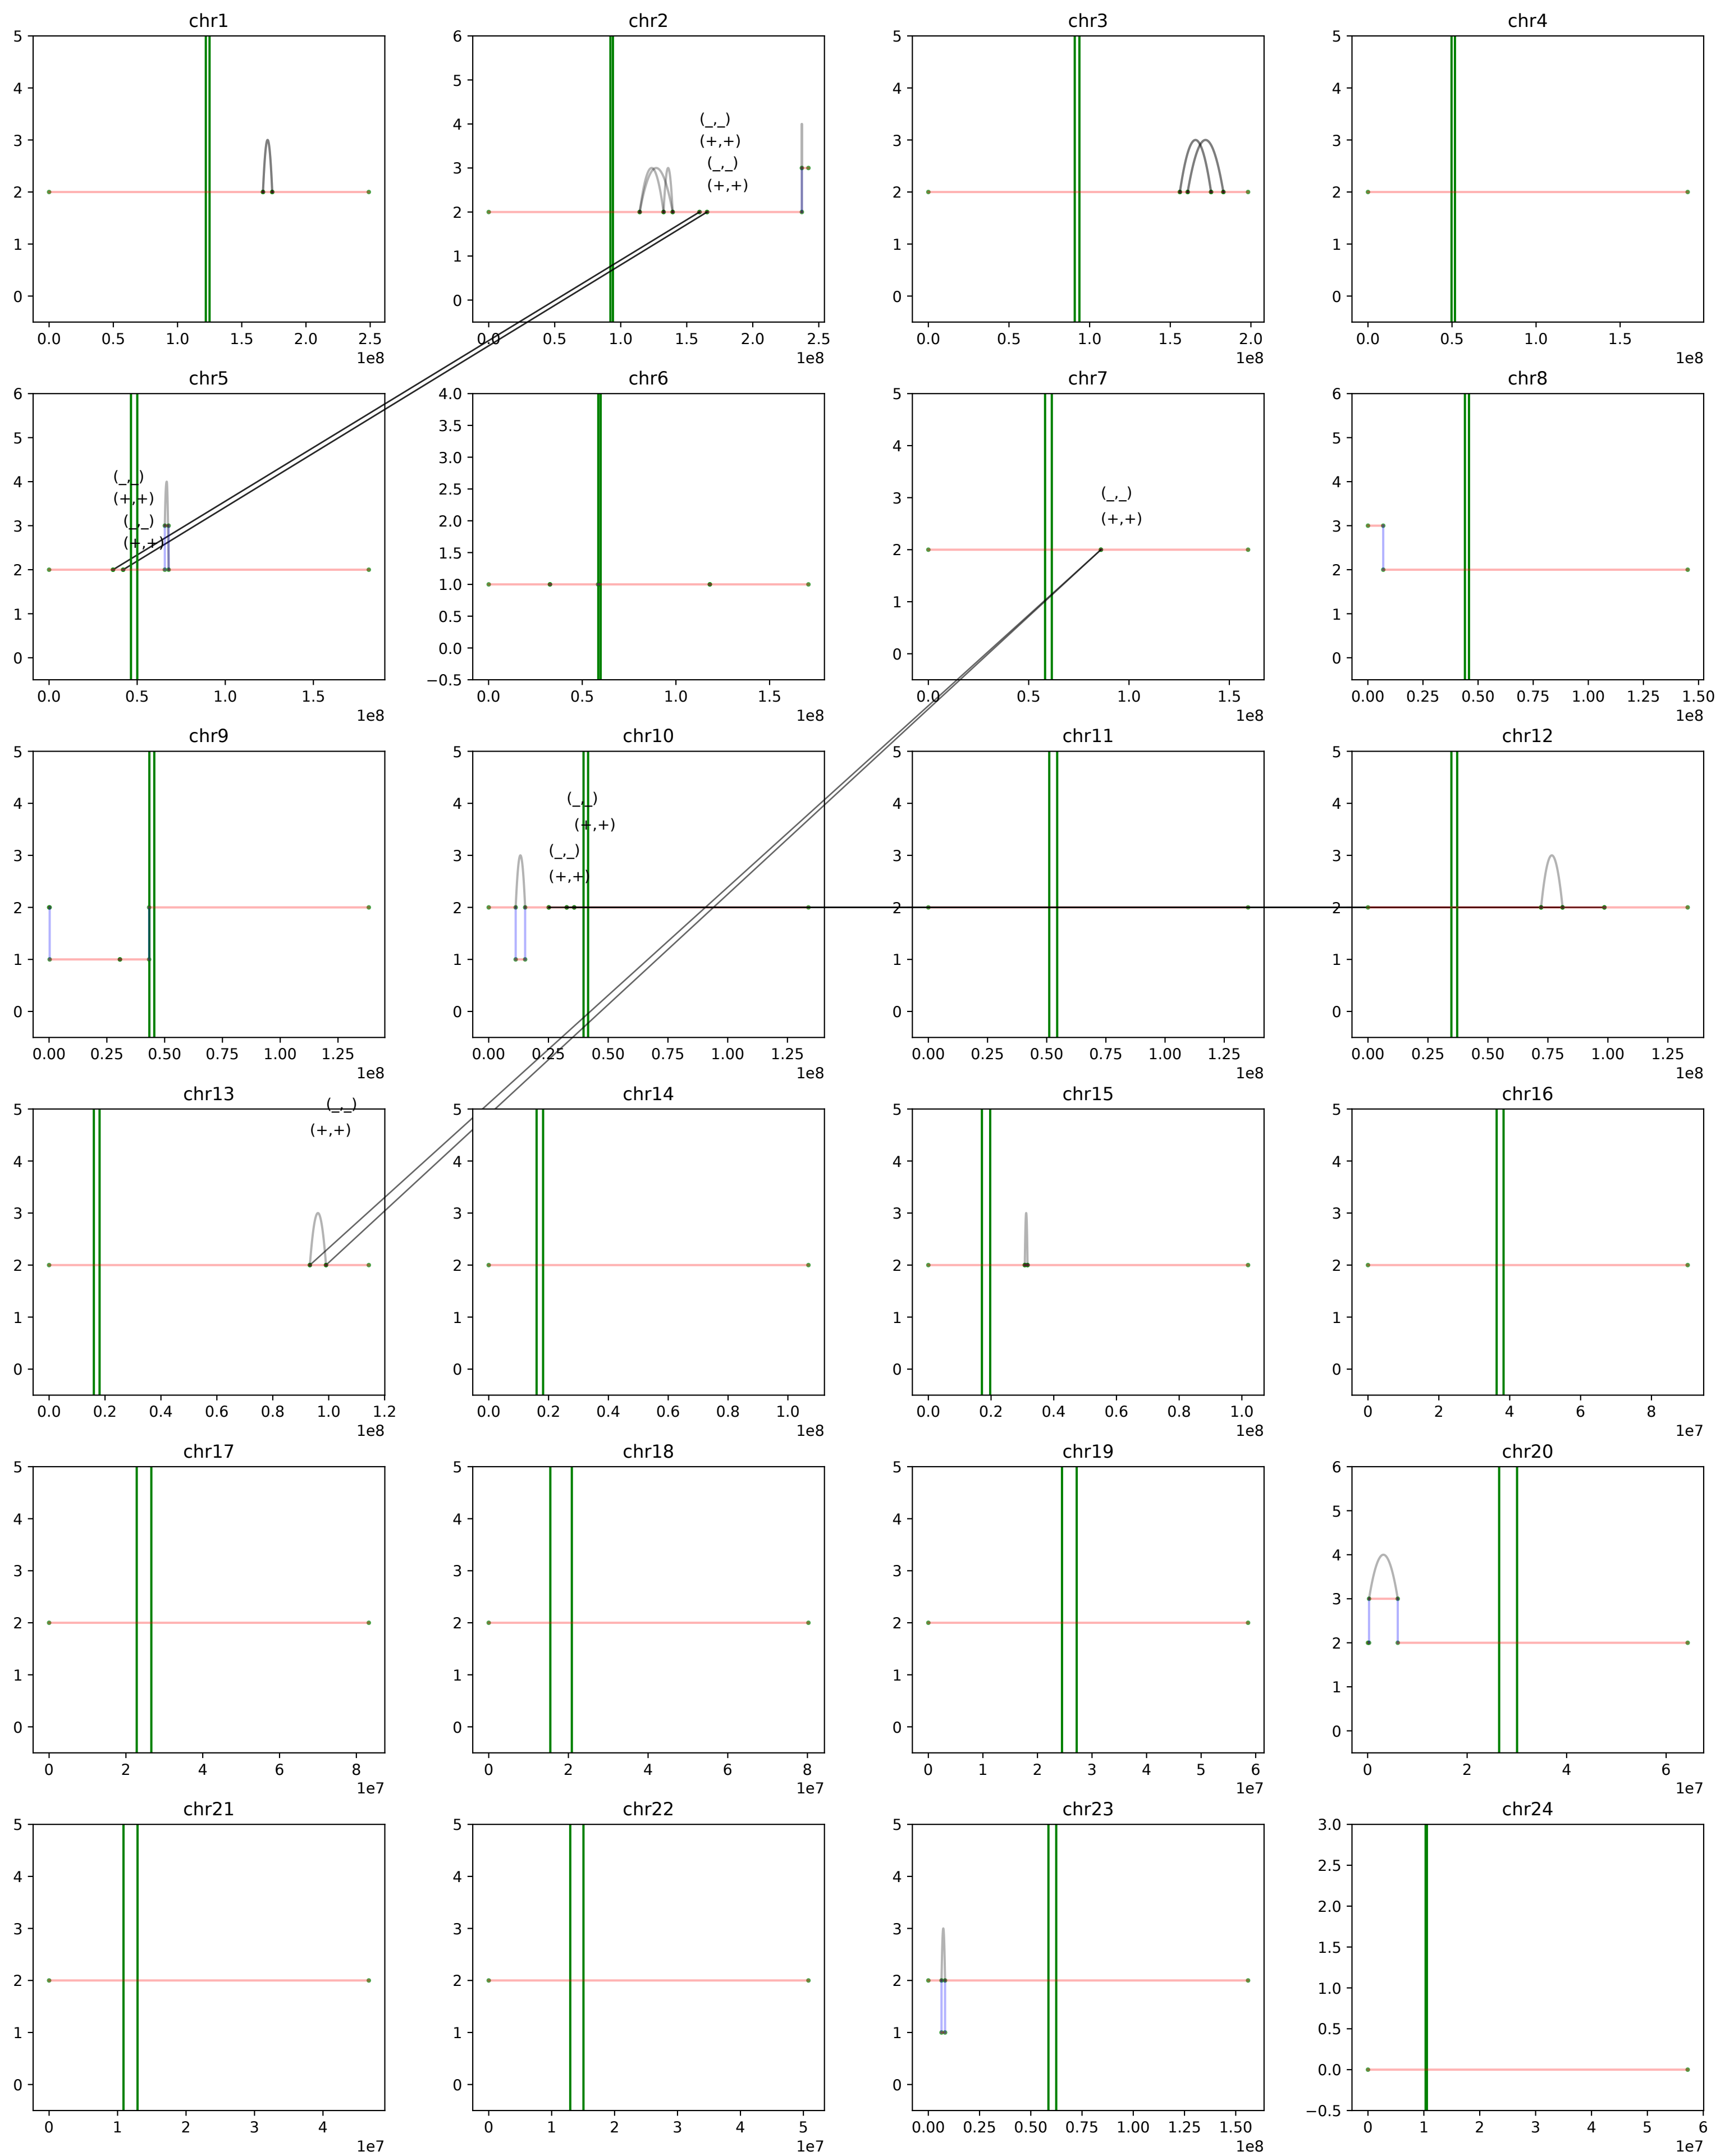 chr1 chr2 chr3 chr4
5 6 5 5
4 5 4 4
3 4 (_,_) 3 3
(+,+)
2 3 (_,_) 2 2
(+,+)
1 2 1 1
0 1 0 0
0
0.0 0.5 1.0 1.5 2.0 2.5 0.0 0.5 1.0 1.5 2.0 2.5 0.0 0.5 1.0 1.5 2.0 0.0 0.5 1.0 1.5
1e8 1e8 1e8 1e8
chr5 chr6 chr7 chr8
6 4.0 5 6
5 3.5 4 5
4 (_,_) 3.0 3 (_,_) 4
(+,+) 2.5 (+,+)
3 (_,_) 2.0 2 3
(+,+) 1.5
2 1.0 1 2
1 0.5 0 1
0 0.0 0
−0.5
0.0 0.5 1.0 1.5 0.0 0.5 1.0 1.5 0.0 0.5 1.0 1.5 0.00 0.25 0.50 0.75 1.00 1.25 1.50
1e8 1e8 1e8 1e8
chr9 chr10 chr11 chr12
5 5 5 5
4 4 (_,_) 4 4
(+,+)
3 3 (_,_) 3 3
(+,+)
2 2 2 2
1 1 1 1
0 0 0 0
0.00 0.25 0.50 0.75 1.00 1.25 0.00 0.25 0.50 0.75 1.00 1.25 0.00 0.25 0.50 0.75 1.00 1.25 0.00 0.25 0.50 0.75 1.00 1.25
1e8 1e8 1e8 1e8
chr13 chr14 chr15 chr16
5 (_,_) 5 5 5
(+,+)
4 4 4 4
3 3 3 3
2 2 2 2
1 1 1 1
0 0 0 0
0.0 0.2 0.4 0.6 0.8 1.0 1.2 0.0 0.2 0.4 0.6 0.8 1.0 0.0 0.2 0.4 0.6 0.8 1.0 0 2 4 6 8
1e8 1e8 1e8 1e7
chr17 chr18 chr19 chr20
5 5 5 6
4 4 4 5
3 3 3 4
2 2 2 3
1 1 1 2
0 0 0 1
0
0 2 4 6 8 0 2 4 6 8 0 1 2 3 4 5 6 0 2 4 6
1e7 1e7 1e7 1e7
chr21 chr22 chr23 chr24
5 5 5 3.0
4 4 4 2.5
3 3 3 2.0
2 2 2 1.5
1 1 1 1.0
0 0 0 0.5
0.0
−0.5
0 1 2 3 4 0 1 2 3 4 5 0.00 0.25 0.50 0.75 1.00 1.25 1.50 0 1 2 3 4 5 6
1e7 1e7 1e8 1e7